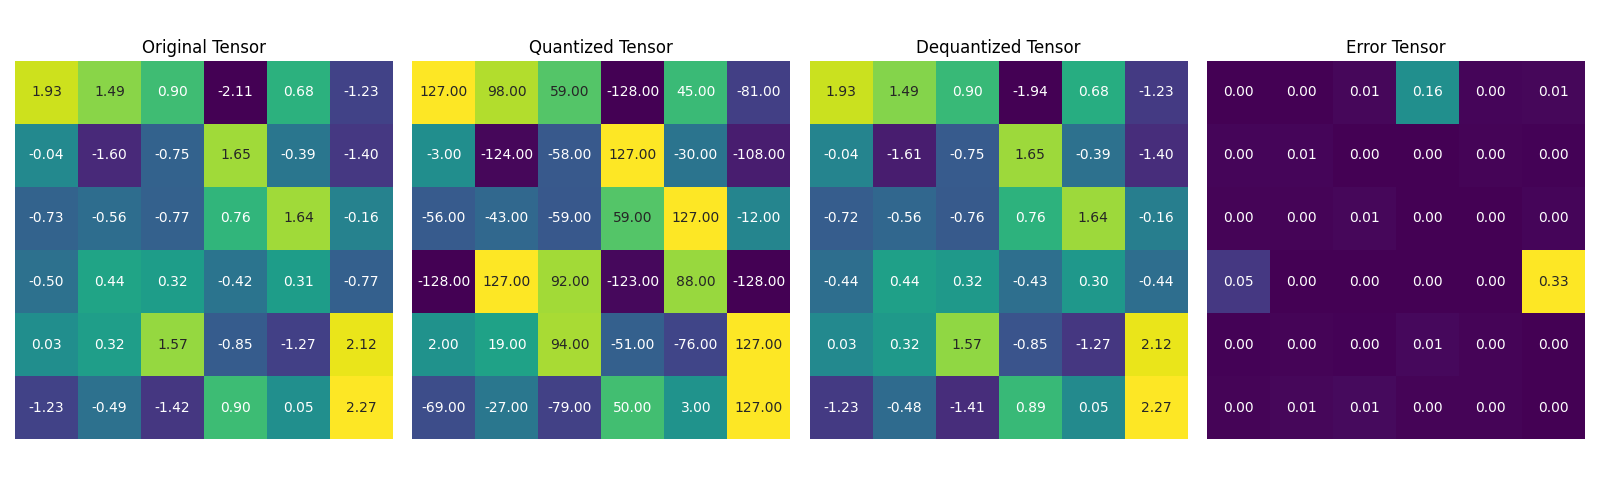 Original Tensor Quantized Tensor Dequantized Tensor Error Tensor
1.93 1.49 0.90 -2.11 0.68 -1.23 127.00 98.00 59.00 -128.00 45.00 -81.00 1.93 1.49 0.90 -1.94 0.68 -1.23 0.00 0.00 0.01 0.16 0.00 0.01
-0.04 -1.60 -0.75 1.65 -0.39 -1.40 -3.00 -124.00 -58.00 127.00 -30.00 -108.00 -0.04 -1.61 -0.75 1.65 -0.39 -1.40 0.00 0.01 0.00 0.00 0.00 0.00
-0.73 -0.56 -0.77 0.76 1.64 -0.16 -56.00 -43.00 -59.00 59.00 127.00 -12.00 -0.72 -0.56 -0.76 0.76 1.64 -0.16 0.00 0.00 0.01 0.00 0.00 0.00
-0.50 0.44 0.32 -0.42 0.31 -0.77 -128.00 127.00 92.00 -123.00 88.00 -128.00 -0.44 0.44 0.32 -0.43 0.30 -0.44 0.05 0.00 0.00 0.00 0.00 0.33
0.03 0.32 1.57 -0.85 -1.27 2.12 2.00 19.00 94.00 -51.00 -76.00 127.00 0.03 0.32 1.57 -0.85 -1.27 2.12 0.00 0.00 0.00 0.01 0.00 0.00
-1.23 -0.49 -1.42 0.90 0.05 2.27 -69.00 -27.00 -79.00 50.00 3.00 127.00 -1.23 -0.48 -1.41 0.89 0.05 2.27 0.00 0.01 0.01 0.00 0.00 0.00